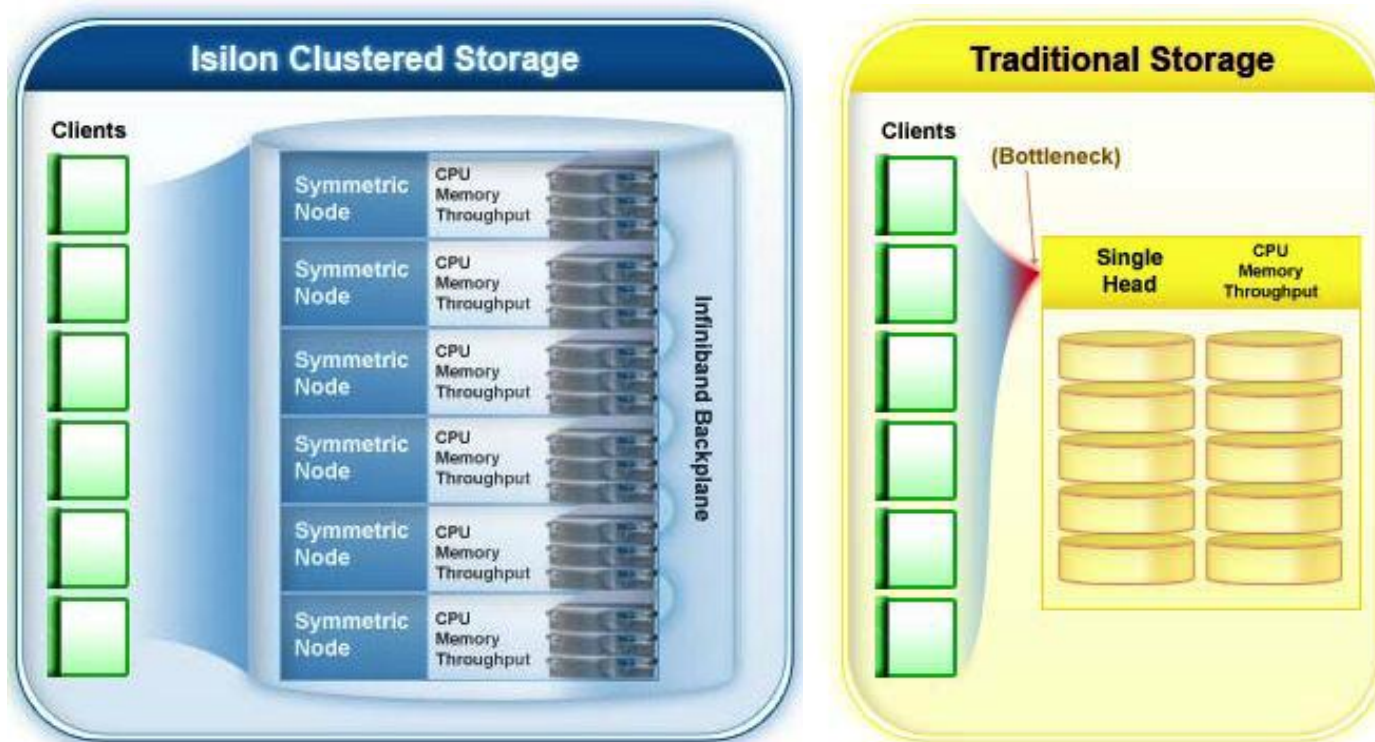 Isilon Clustered Storage
Clients
Symmetric
Node
CPU
Memory
Throughput
Symmetric
Node
CPU
Memory
Throughput
Symmetric
Node
CPU
Memory
Throughput
Symmetric
Node
CPU
Memory
Throughput
Symmetric
Node
CPU
Memory
Throughput
Symmetric
Node
CPU
Memory
Throughput
Infiniband Backplane
Traditional Storage
Clients
(Bottleneck)
Single
Head
CPU
Memory
Throughput